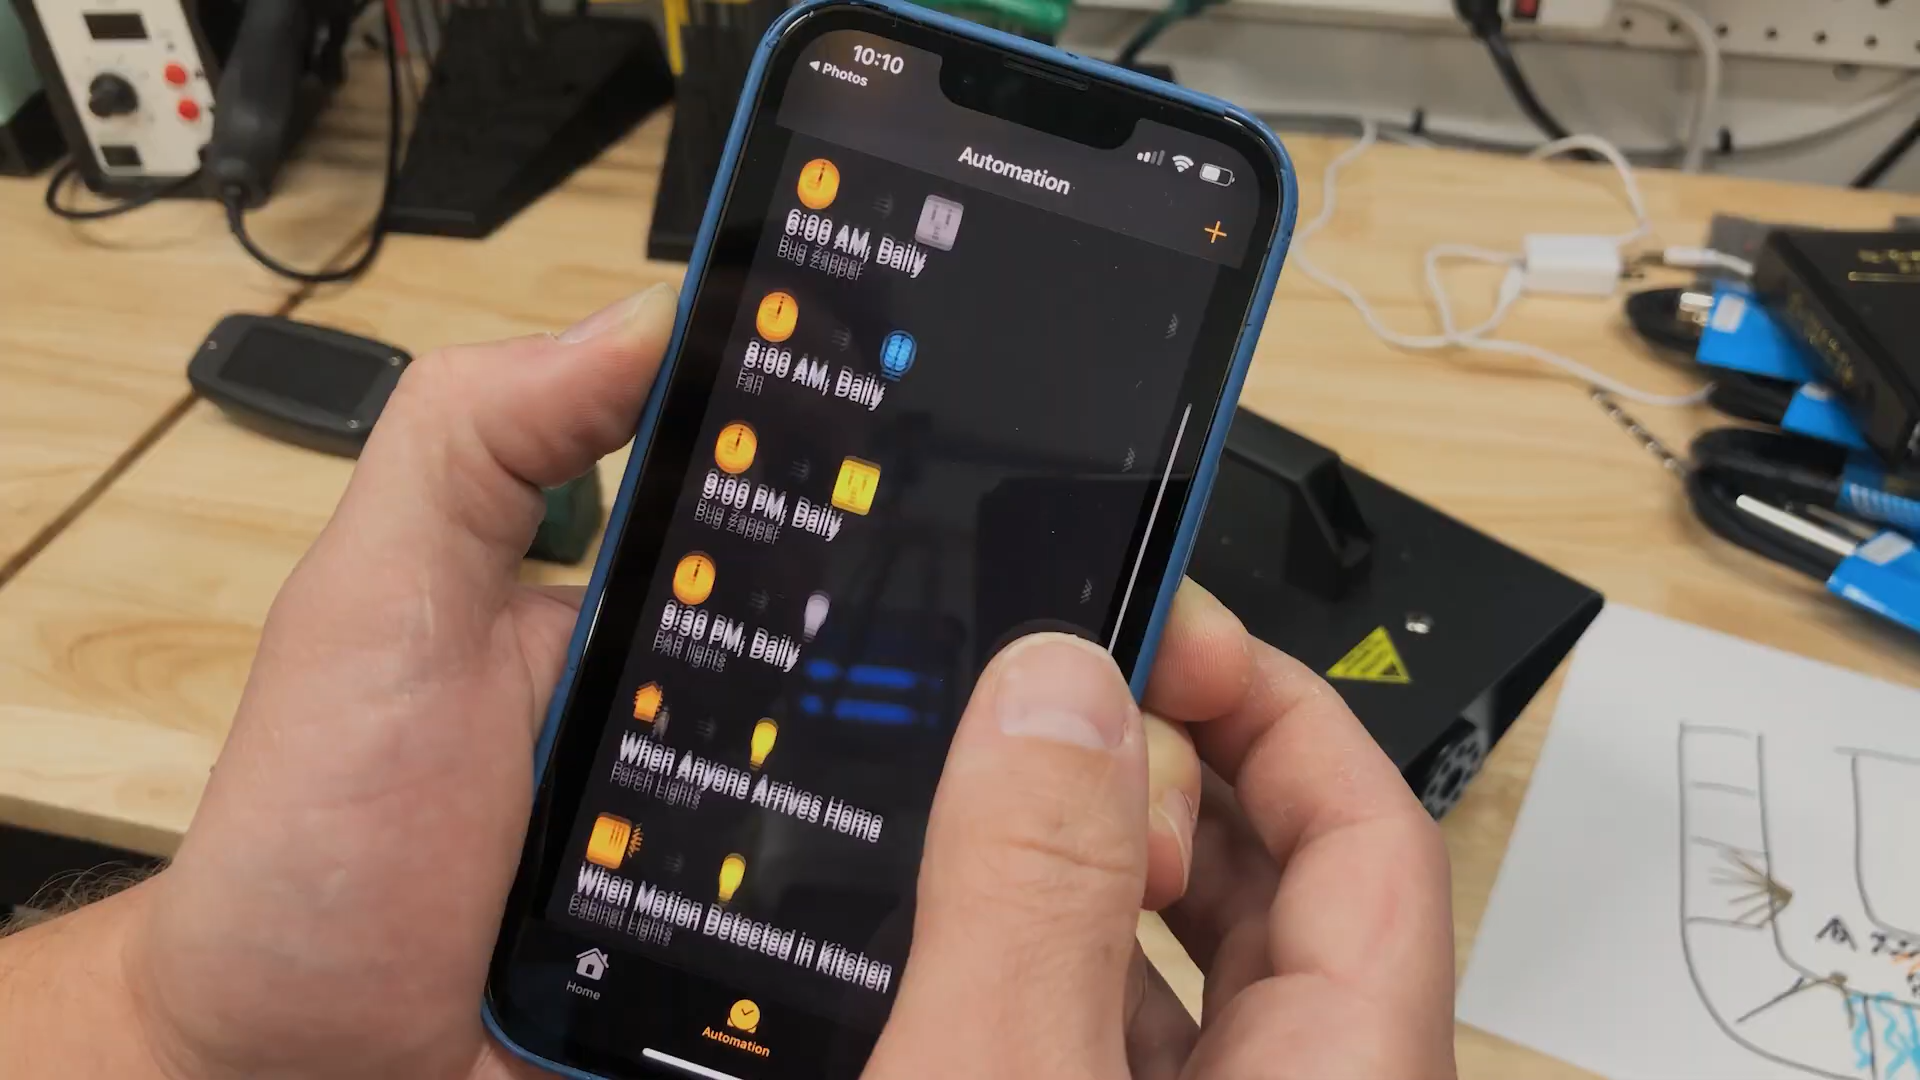 10:10
◀ Photos
Automation
+
6:00 AM, Daily
Bug Zapper
8:00 AM, Daily
Fan
9:00 PM, Daily
Bug Zapper
9:30 PM, Daily
PAR lights
When Anyone Arrives Home
Porch Lights
When Motion Detected in Kitchen
Cabinet Lights
Home
Automation